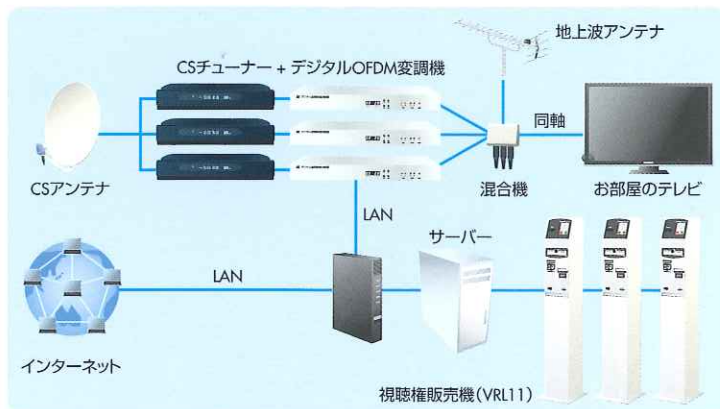 地上波アンテナ
CSチューナー + デジタルOFDM変調機
同軸
CSアンテナ
混合機
お部屋のテレビ
LAN
サーバー
LAN
インターネット
視聴権販売機(VRL11)